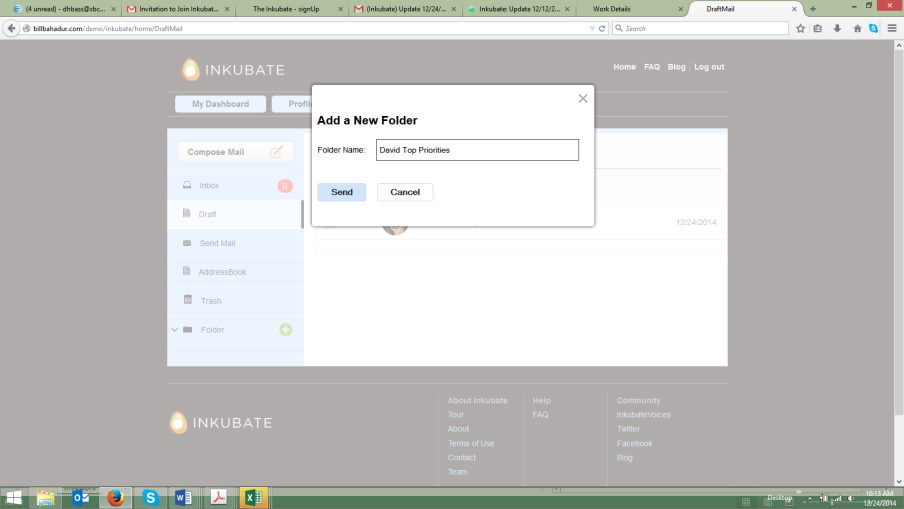 (4 unread) - dhbass@sbc...
Invitation to Join Inkubat...
The Inkubate - signUp
(Inkubate) Update 12/24/...
Inkubate: Update 12/12/2...
Work Details
DraftMail
billbahadur.com/demo/inkubate/home/DraftMail
Search
INKUBATE
Home FAQ Blog Log out
My Dashboard
Profil
Add a New Folder
Folder Name: David Top Priorities
Send Cancel
Compose Mail
Inbox 0
Draft
12/24/2014
Send Mail
AddressBook
Trash
Folder
INKUBATE
About Inkubate
Tour
About
Terms of Use
Contact
Team
Help
FAQ
Community
InkubateVoices
Twitter
Facebook
Blog
Desktop
10:13 AM
12/24/2014